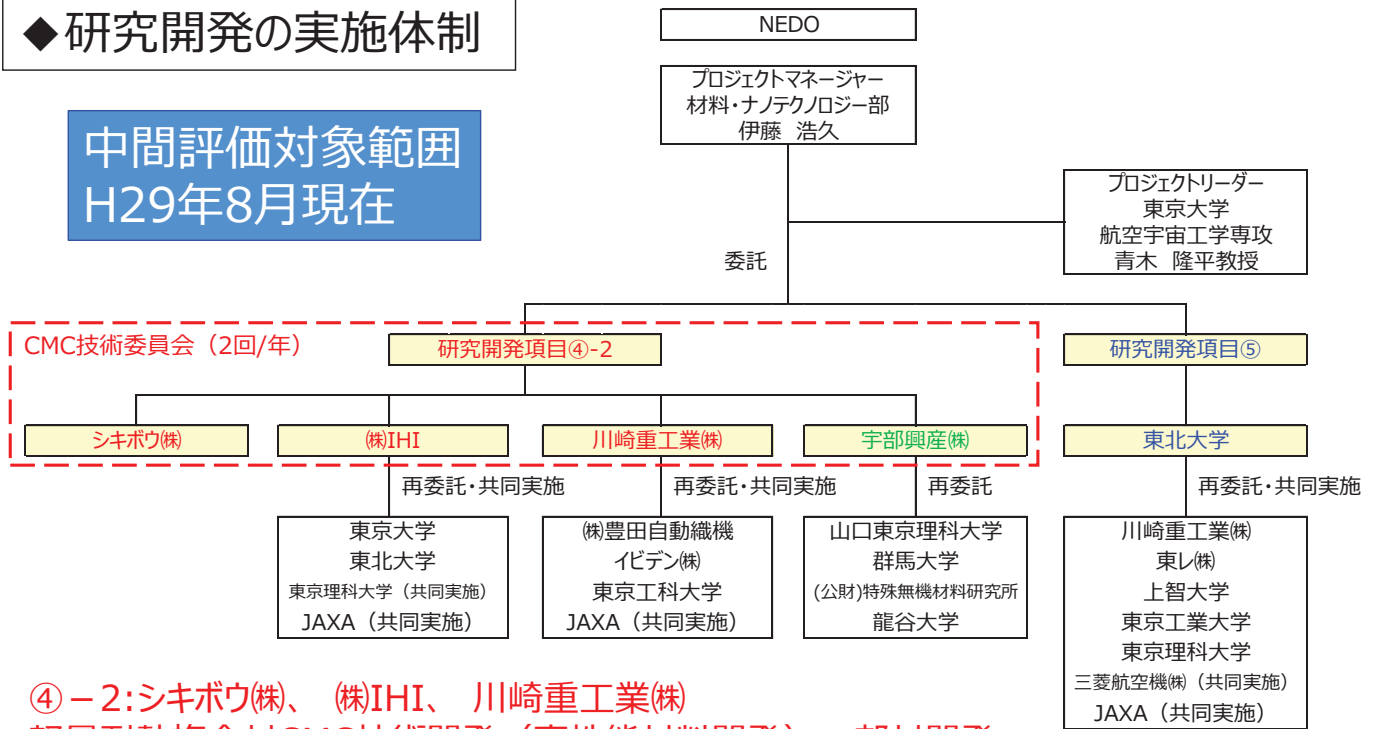 ◆研究開発の実施体制
NEDO
プロジェクトマネージャー
材料・ナノテクノロジー部
伊藤 浩久
中間評価対象範囲
H29年8月現在
プロジェクトリーダー
東京大学
航空宇宙工学専攻
青木 隆平教授
委託
CMC技術委員会（2回/年）
研究開発項目④-2
研究開発項目⑤
シキボウ㈱
㈱IHI
川崎重工業㈱
宇部興産㈱
東北大学
再委託・共同実施
再委託・共同実施
再委託
再委託・共同実施
東京大学
東北大学
東京理科大学（共同実施）
JAXA（共同実施）
㈱豊田自動織機
イビデン㈱
東京工科大学
JAXA（共同実施）
山口東京理科大学
群馬大学
(公財)特殊無機材料研究所
龍谷大学
川崎重工業㈱
東レ㈱
上智大学
東京工業大学
東京理科大学
三菱航空機㈱（共同実施）
JAXA（共同実施）
④－2:シキボウ㈱、 ㈱IHI、 川崎重工業㈱